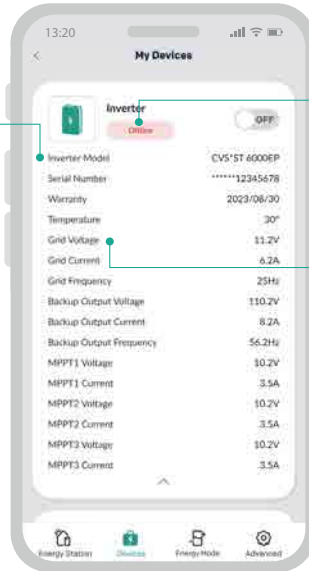 13:20
My Devices
Inverter
Offline
OFF
Inverter Model CVS*ST 6000EP
Serial Number ******12345678
Warranty 2023/08/30
Temperature 30°
Grid Voltage 11.2V
Grid Current 6.2A
Grid Frequency 25Hz
Backup Output Voltage 110.2V
Backup Output Current 8.2A
Backup Output Frequency 56.2Hz
MPPT1 Voltage 10.2V
MPPT1 Current 3.5A
MPPT2 Voltage 10.2V
MPPT2 Current 3.5A
MPPT3 Voltage 10.2V
MPPT3 Current 3.5A
Energy Station Devices Energy Mode Advanced